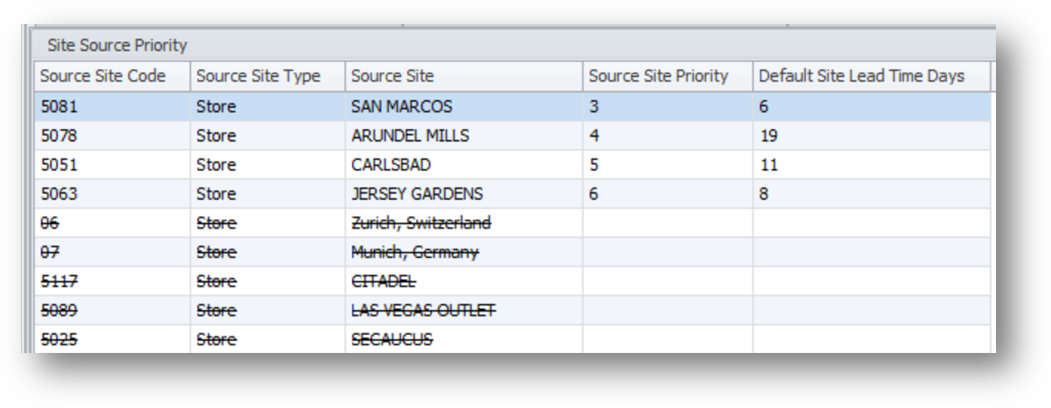 Site Source Priority
Source Site Code Source Site Type Source Site Source Site Priority Default Site Lead Time Days
5081 Store SAN MARCOS 3 6
5078 Store ARUNDEL MILLS 4 19
5051 Store CARLSBAD 5 11
5063 Store JERSEY GARDENS 6 8
06 Store Zurich, Switzerland
07 Store Munich, Germany
5117 Store CITADEL
5089 Store LAS VEGAS OUTLET
5025 Store SECAUCUS